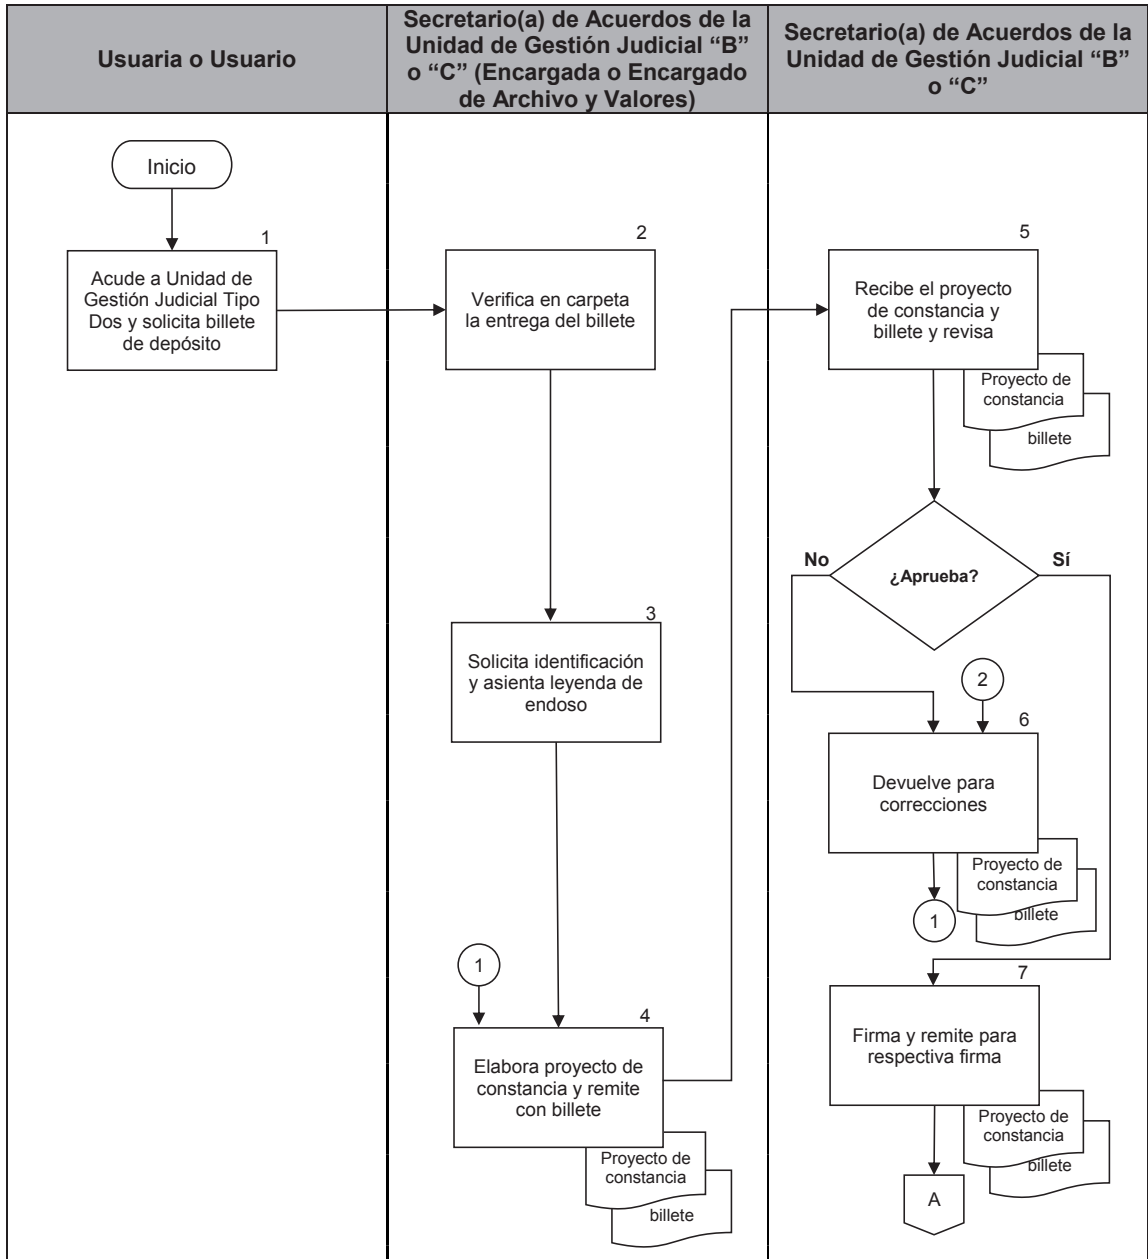 Usuaria o Usuario
Secretario(a) de Acuerdos de la
Unidad de Gestión Judicial “B”
o “C” (Encargada o Encargado
de Archivo y Valores)
Secretario(a) de Acuerdos de la
Unidad de Gestión Judicial “B”
o “C”
Inicio
1
Acude a Unidad de
Gestión Judicial Tipo
Dos y solicita billete
de depósito
2
Verifica en carpeta
la entrega del billete
3
Solicita identificación
y asienta leyenda de
endoso
1
4
Elabora proyecto de
constancia y remite
con billete
Proyecto de
constancia
billete
5
Recibe el proyecto
de constancia y
billete y revisa
Proyecto de
constancia
billete
No
¿Aprueba?
Sí
2
6
Devuelve para
correcciones
Proyecto de
constancia
billete
1
7
Firma y remite para
respectiva firma
Proyecto de
constancia
billete
A